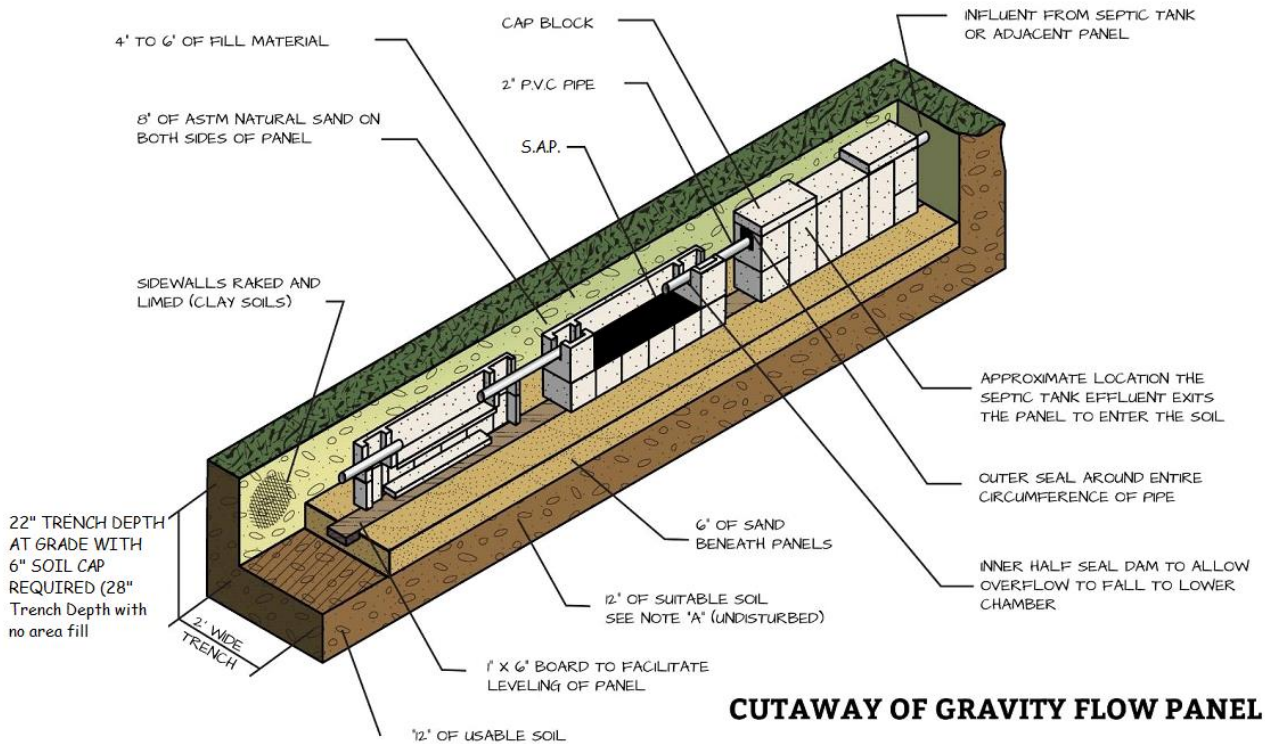 INFLUENT FROM SEPTIC TANK
OR ADJACENT PANEL
CAP BLOCK
4" TO 6" OF FILL MATERIAL
2" P.V.C PIPE
8" OF ASTM NATURAL SAND ON
BOTH SIDES OF PANEL
S.A.P.
SIDEWALLS RAKED AND
LIMED (CLAY SOILS)
APPROXIMATE LOCATION THE
SEPTIC TANK EFFLUENT EXITS
THE PANEL TO ENTER THE SOIL
OUTER SEAL AROUND ENTIRE
CIRCUMFERENCE OF PIPE
22" TRENCH DEPTH
AT GRADE WITH
6" SOIL CAP
REQUIRED (28"
Trench Depth with
no area fill
6" OF SAND
BENEATH PANELS
INNER HALF SEAL DAM TO ALLOW
OVERFLOW TO FALL TO LOWER
CHAMBER
12" OF SUITABLE SOIL
SEE NOTE "A" (UNDISTURBED)
2' WIDE
TRENCH
1" X 6" BOARD TO FACILITATE
LEVELING OF PANEL
CUTAWAY OF GRAVITY FLOW PANEL
"12" OF USABLE SOIL